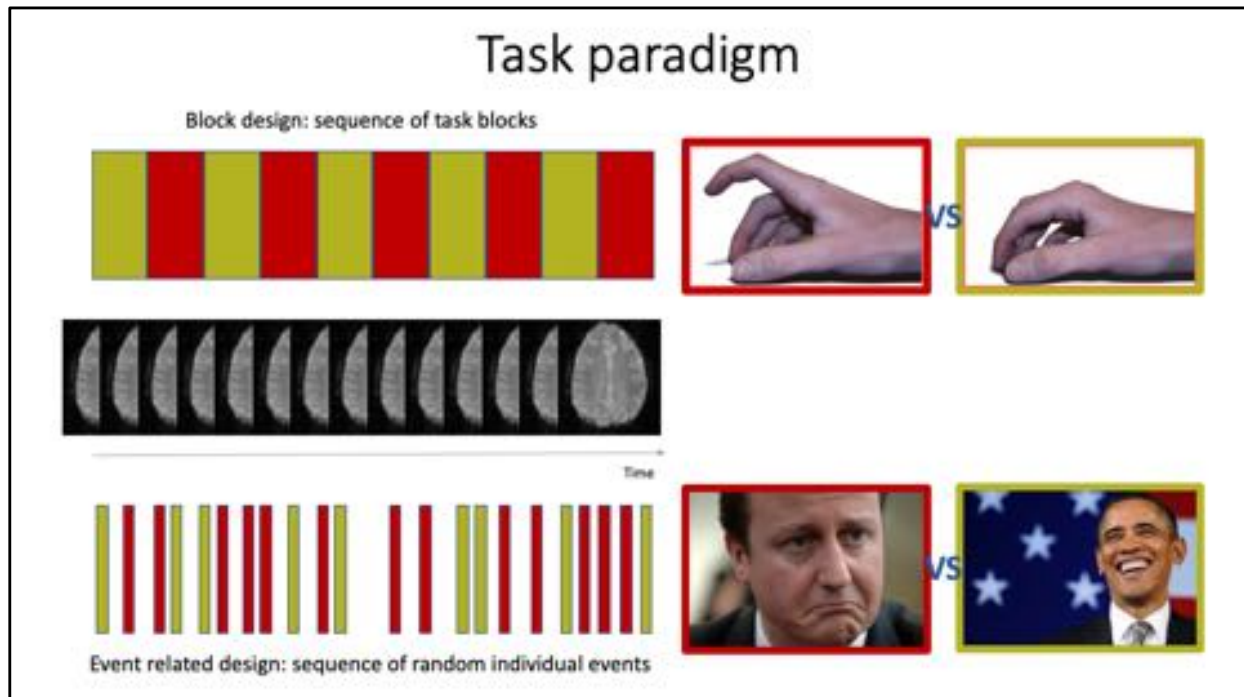 Task paradigm
Block design: sequence of task blocks
VS
Time
VS
Event related design: sequence of random individual events